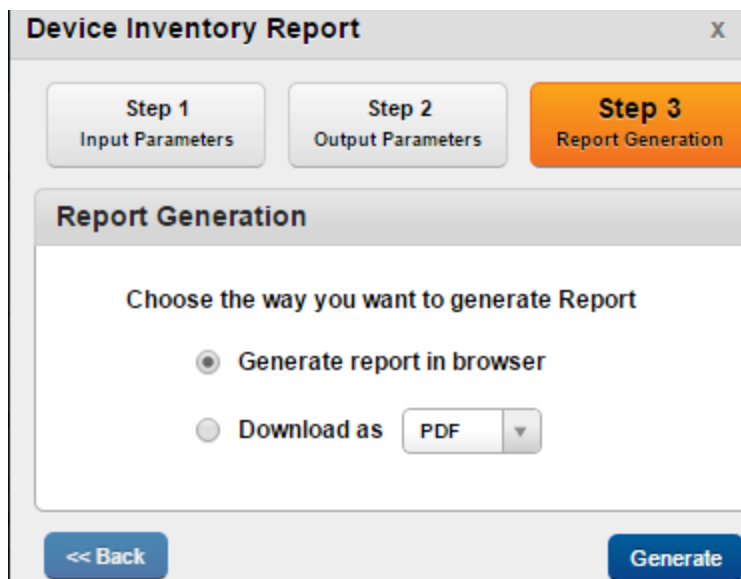 Device Inventory Report x
Step 1
Input Parameters
Step 2
Output Parameters
Step 3
Report Generation
Report Generation
Choose the way you want to generate Report
Generate report in browser
Download as PDF
<< Back
Generate